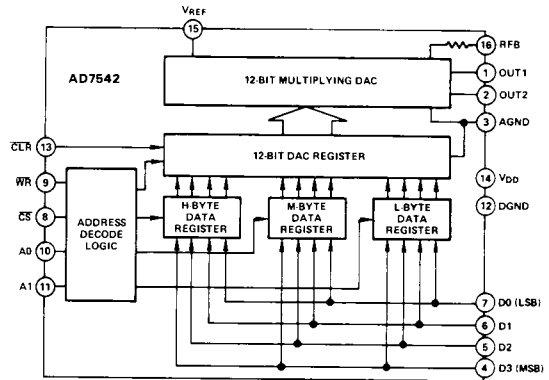 VREF
15
16 RFB
AD7542
12-BIT MULTIPLYING DAC
1 OUT1
2 OUT2
3 AGND
CLR 13
12-BIT DAC REGISTER
WR 9
14 VDD
CS 8
12 DGND
ADDRESS
DECODE
LOGIC
H-BYTE
DATA
REGISTER
M-BYTE
DATA
REGISTER
L-BYTE
DATA
REGISTER
A0 10
A1 11
7 D0 (LSB)
6 D1
5 D2
4 D3 (MSB)